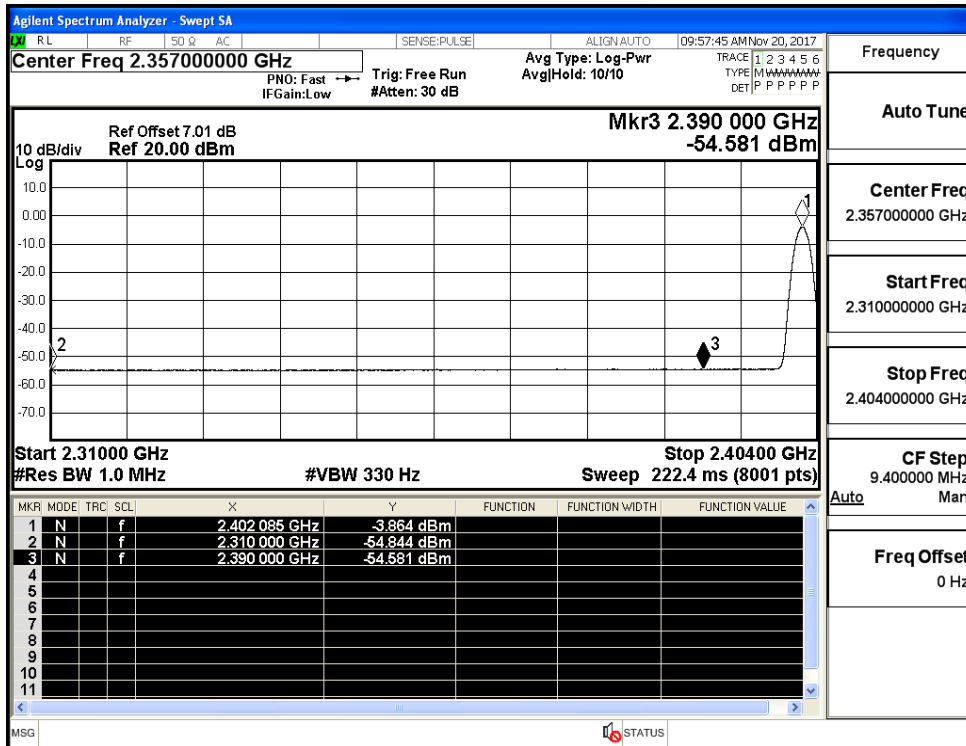 Agilent Spectrum Analyzer - Swept SA
LXI RL RF 50 Ω AC SENSE:PULSE ALIGN AUTO 09:57:45 AM Nov 20, 2017
Center Freq 2.357000000 GHz
PNO: Fast
IFGain:Low
Trig: Free Run
#Atten: 30 dB
Avg Type: Log-Pwr
Avg|Hold: 10/10
TRACE 1 2 3 4 5 6
TYPE M
DET P P P P P P
Ref Offset 7.01 dB
10 dB/div Ref 20.00 dBm
Log
Mkr3 2.390 000 GHz
-54.581 dBm
10.0
0.00
-10.0
-20.0
-30.0
-40.0
-50.0
-60.0
-70.0
1
2
3
Start 2.31000 GHz Stop 2.40400 GHz
#Res BW 1.0 MHz #VBW 330 Hz Sweep 222.4 ms (8001 pts)
MKR MODE TRC SCL X Y FUNCTION FUNCTION WIDTH FUNCTION VALUE
1 N f 2.402 085 GHz -3.864 dBm
2 N f 2.310 000 GHz -54.844 dBm
3 N f 2.390 000 GHz -54.581 dBm
4
5
6
7
8
9
10
11
MSG STATUS
Frequency
Auto Tune
Center Freq
2.357000000 GHz
Start Freq
2.310000000 GHz
Stop Freq
2.404000000 GHz
CF Step
9.400000 MHz
Auto Man
Freq Offset
0 Hz